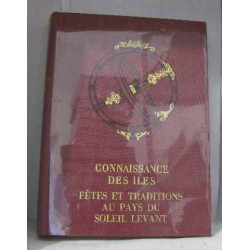 CONNAISSANCE
DES ILES
FÊTES ET TRADITIONS
AU PAYS DU
SOLEIL LEVANT